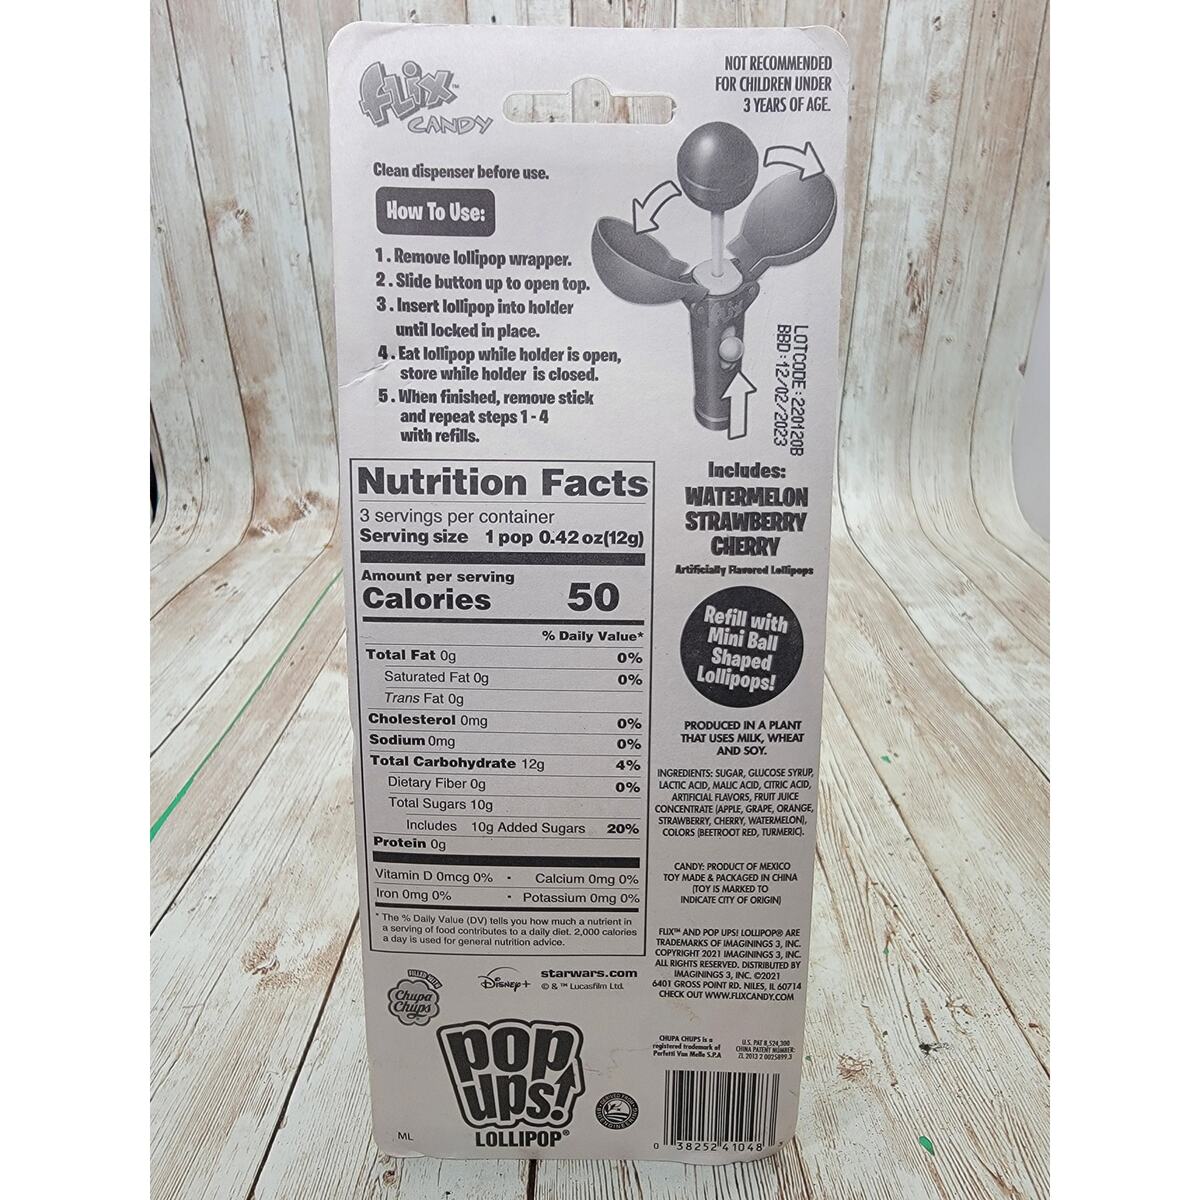 FLiX™
CANDY
NOT RECOMMENDED
FOR CHILDREN UNDER
3 YEARS OF AGE.
Clean dispenser before use.
How To Use:
1. Remove lollipop wrapper.
2. Slide button up to open top.
3. Insert lollipop into holder
until locked in place.
4. Eat lollipop while holder is open,
store while holder is closed.
5. When finished, remove stick
and repeat steps 1 - 4
with refills.
FLiX
LOTCODE:220120B
BBD:12/02/2023
Nutrition Facts
3 servings per container
Serving size 1 pop 0.42 oz(12g)
Amount per serving
Calories 50
% Daily Value*
Total Fat 0g 0%
Saturated Fat 0g 0%
Trans Fat 0g
Cholesterol 0mg 0%
Sodium 0mg 0%
Total Carbohydrate 12g 4%
Dietary Fiber 0g 0%
Total Sugars 10g
Includes 10g Added Sugars 20%
Protein 0g
Vitamin D 0mcg 0% • Calcium 0mg 0%
Iron 0mg 0% • Potassium 0mg 0%
* The % Daily Value (DV) tells you how much a nutrient in
a serving of food contributes to a daily diet. 2,000 calories
a day is used for general nutrition advice.
Includes:
WATERMELON
STRAWBERRY
CHERRY
Artificially Flavored Lollipops
Refill with
Mini Ball
Shaped
Lollipops!
PRODUCED IN A PLANT
THAT USES MILK, WHEAT
AND SOY.
INGREDIENTS: SUGAR, GLUCOSE SYRUP,
LACTIC ACID, MALIC ACID, CITRIC ACID,
ARTIFICIAL FLAVORS, FRUIT JUICE
CONCENTRATE (APPLE, GRAPE, ORANGE,
STRAWBERRY, CHERRY, WATERMELON),
COLORS (BEETROOT RED, TURMERIC).
CANDY: PRODUCT OF MEXICO
TOY MADE & PACKAGED IN CHINA
(TOY IS MARKED TO
INDICATE CITY OF ORIGIN)
FLIX™ AND POP UPS! LOLLIPOP® ARE
TRADEMARKS OF IMAGININGS 3, INC.
COPYRIGHT 2021 IMAGININGS 3, INC.
ALL RIGHTS RESERVED. DISTRIBUTED BY
IMAGININGS 3, INC. ©2021
6401 GROSS POINT RD. NILES, IL 60714
CHECK OUT WWW.FLIXCANDY.COM
FILLED WITH
Chupa
Chups
Disney+
starwars.com
© & ™ Lucasfilm Ltd.
pop
ups!
LOLLIPOP®
ML
CHUPA CHUPS is a
registered trademark of
Perfetti Van Melle S.P.A
U.S. PAT 8,524,300
CHINA PATENT NUMBER:
ZL 2013 2 0025899.3
0 38252 41048 3